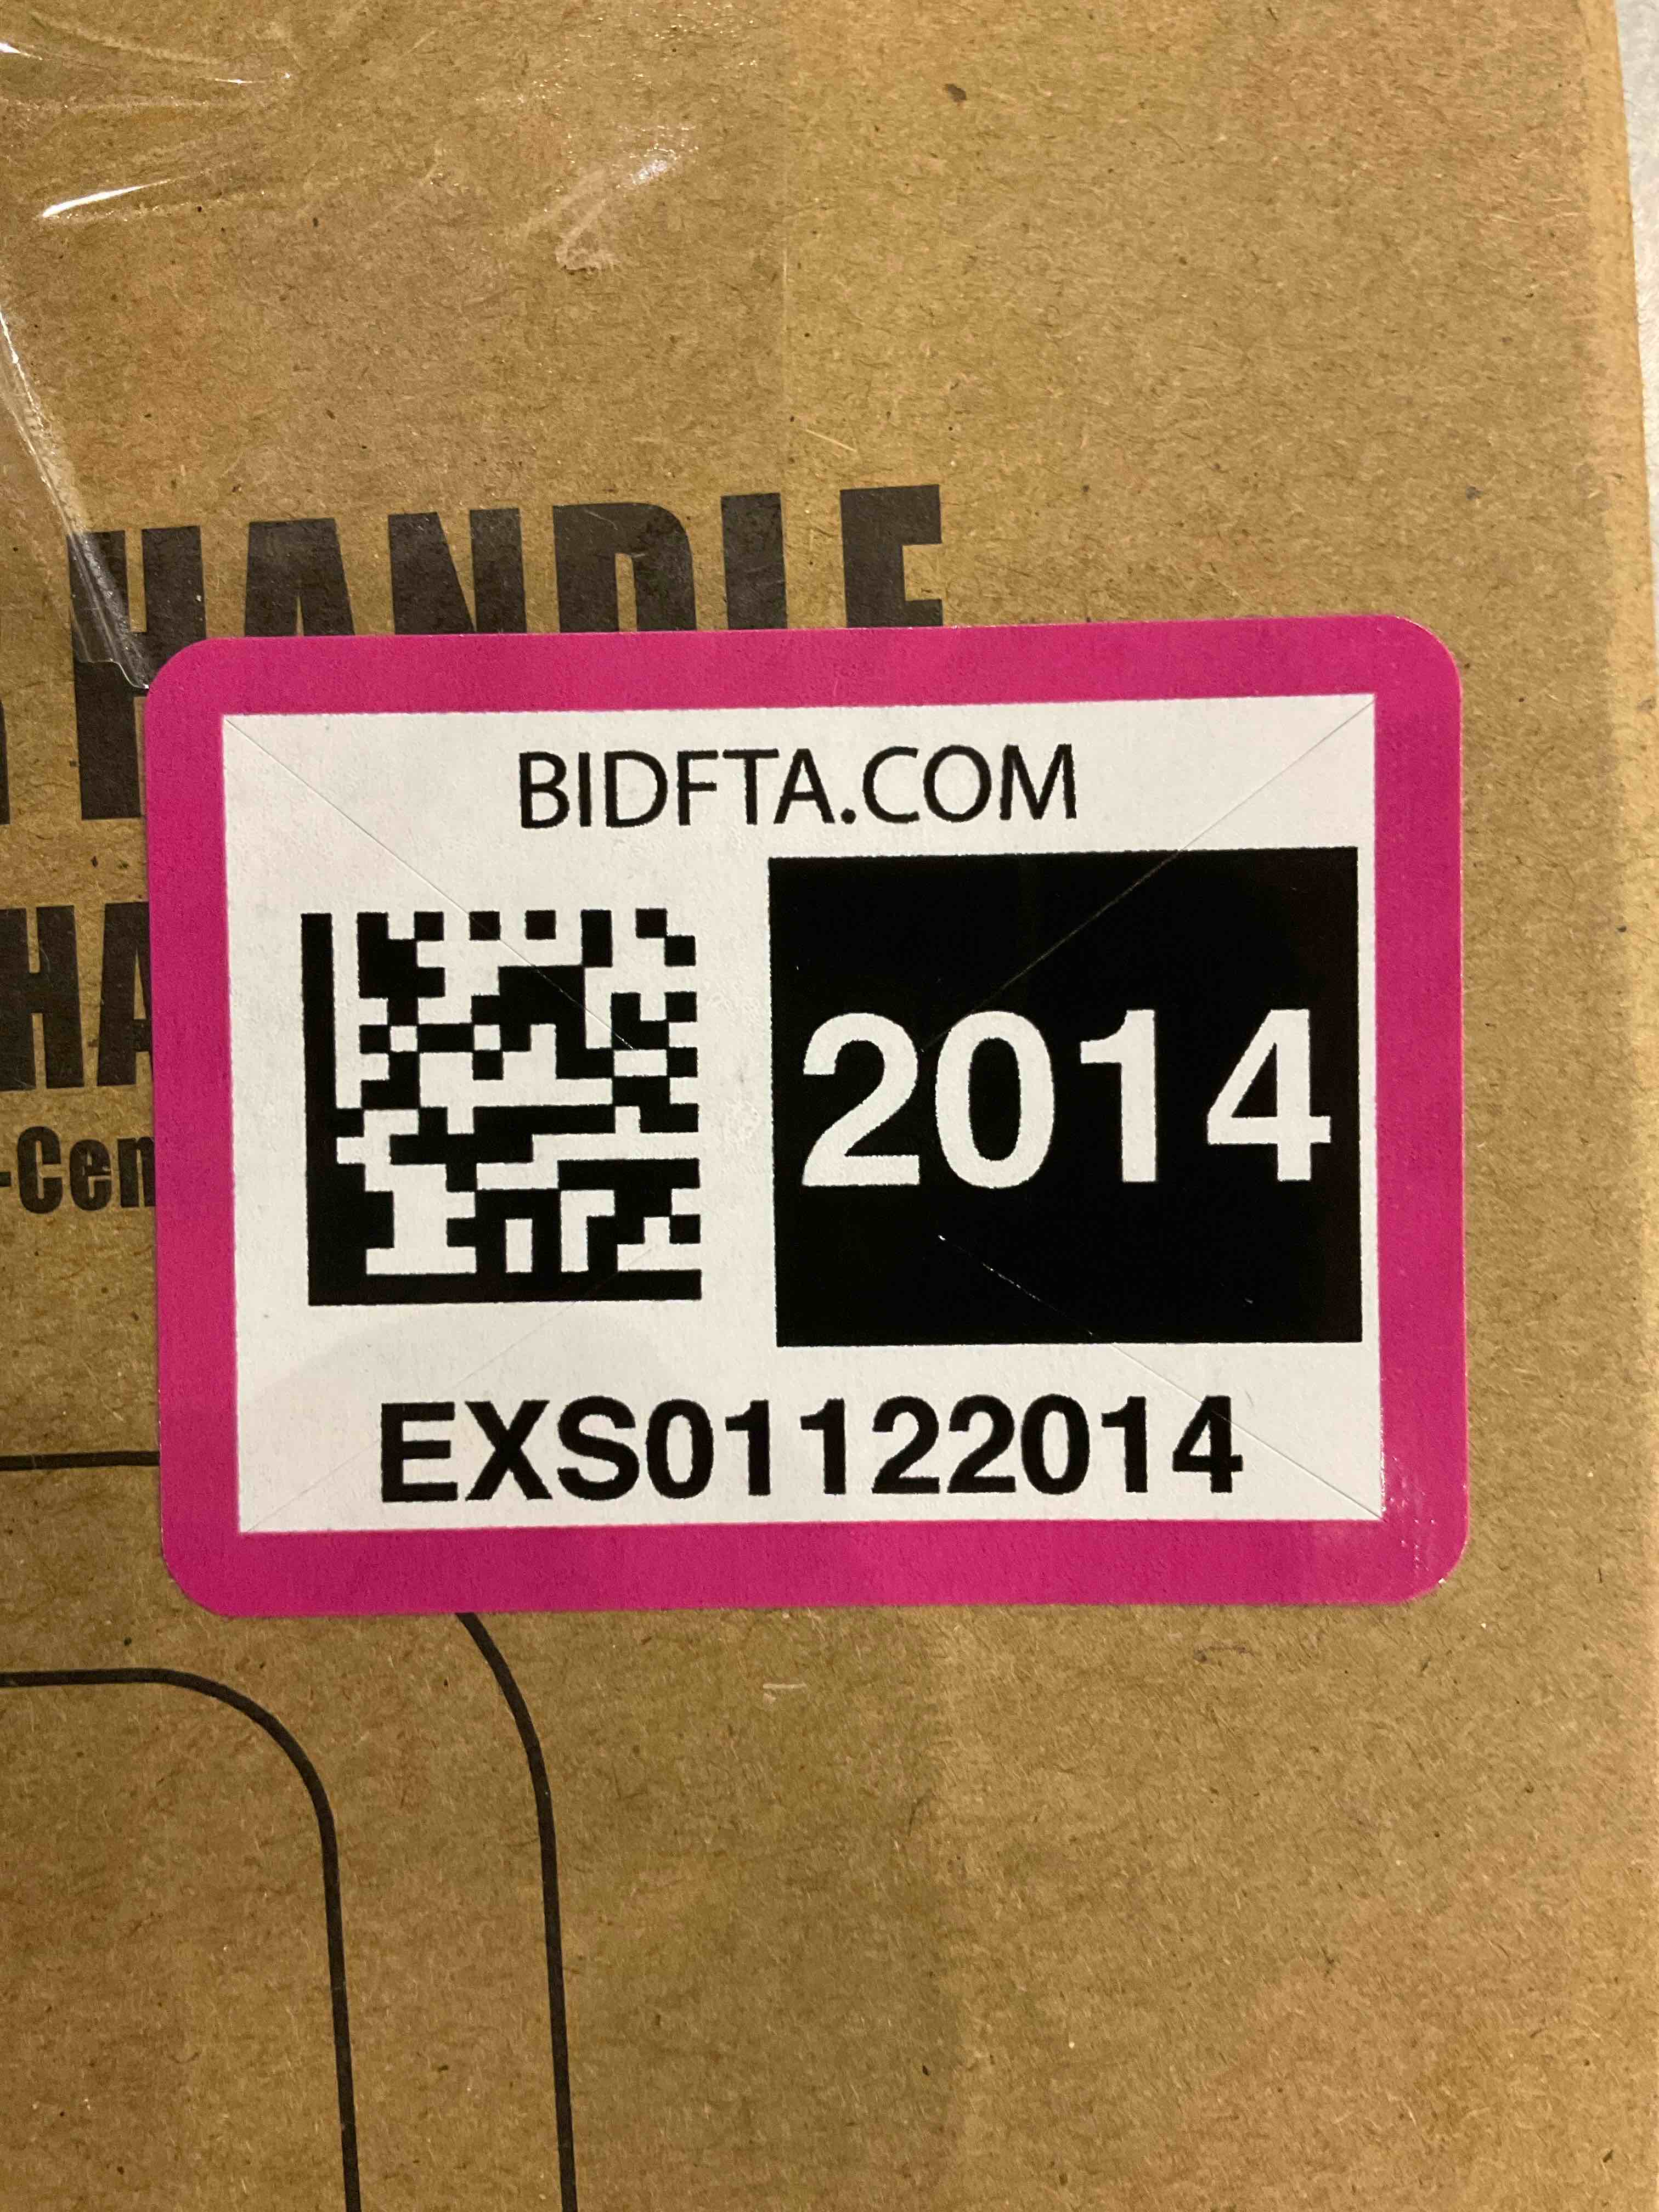 HANDLE
HA
-Cen
BIDFTA.COM
2014
EXS01122014